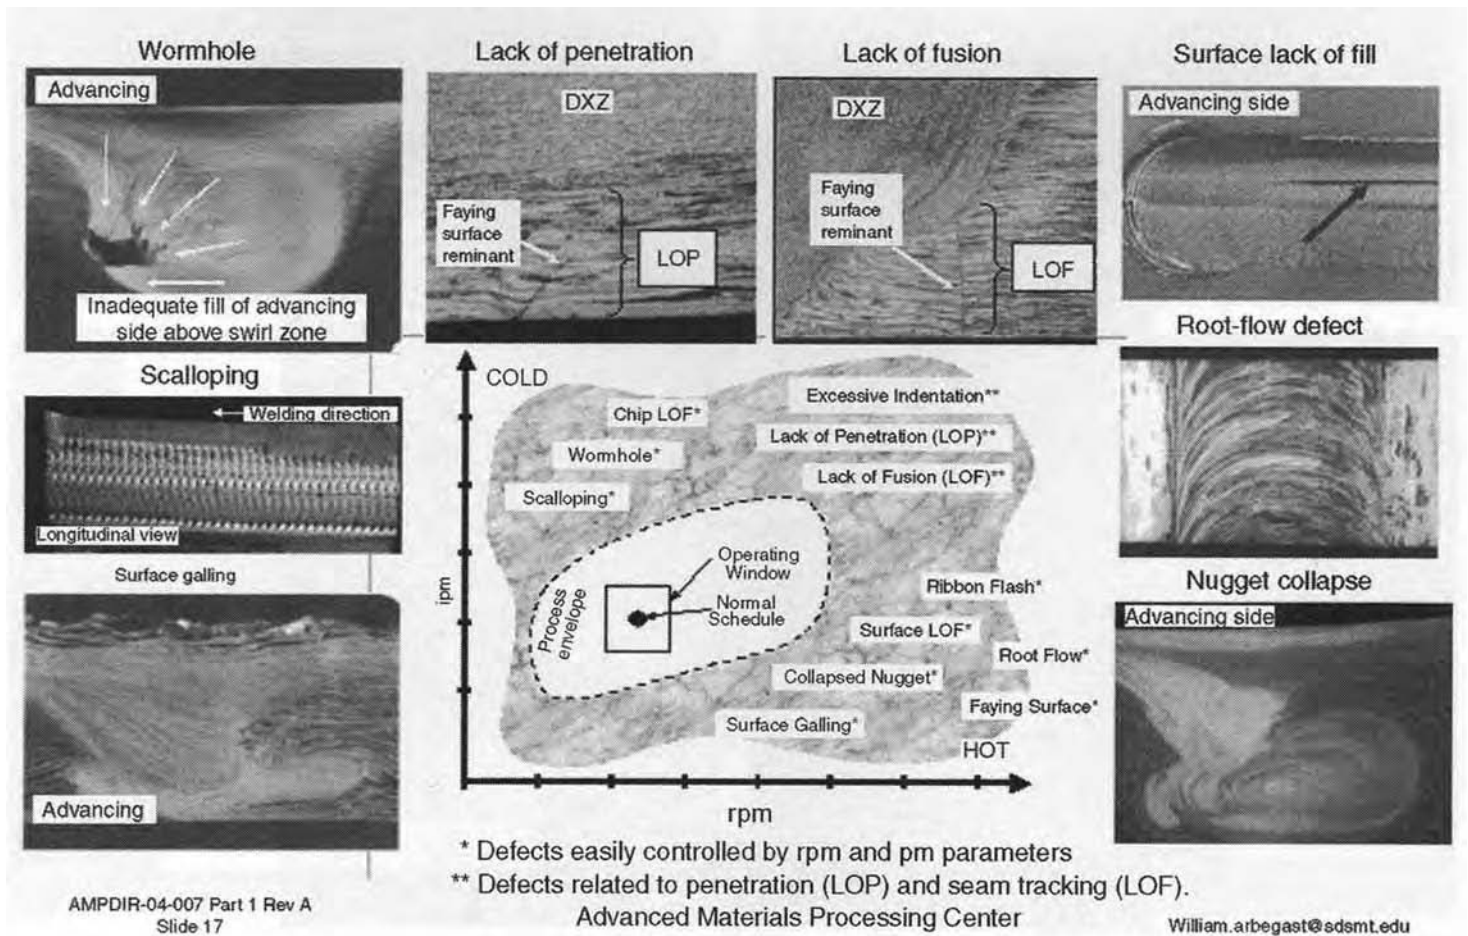 Wormhole
Advancing
Inadequate fill of advancing
side above swirl zone
Lack of penetration
DXZ
Faying
surface
reminant
LOP
Lack of fusion
DXZ
Faying
surface
reminant
LOF
Surface lack of fill
Advancing side
Scalloping
Welding direction
Longitudinal view
Surface galling
Advancing
Root-flow defect
Nugget collapse
Advancing side
COLD
Chip LOF*
Wormhole*
Scalloping*
Excessive Indentation**
Lack of Penetration (LOP)**
Lack of Fusion (LOF)**
Operating
Window
Normal
Schedule
Process
envelope
Ribbon Flash*
Surface LOF*
Root Flow*
Collapsed Nugget*
Faying Surface*
Surface Galling*
HOT
ipm
rpm
* Defects easily controlled by rpm and pm parameters
** Defects related to penetration (LOP) and seam tracking (LOF).
Advanced Materials Processing Center
AMPDIR-04-007 Part 1 Rev A
Slide 17
William.arbegast@sdsmt.edu